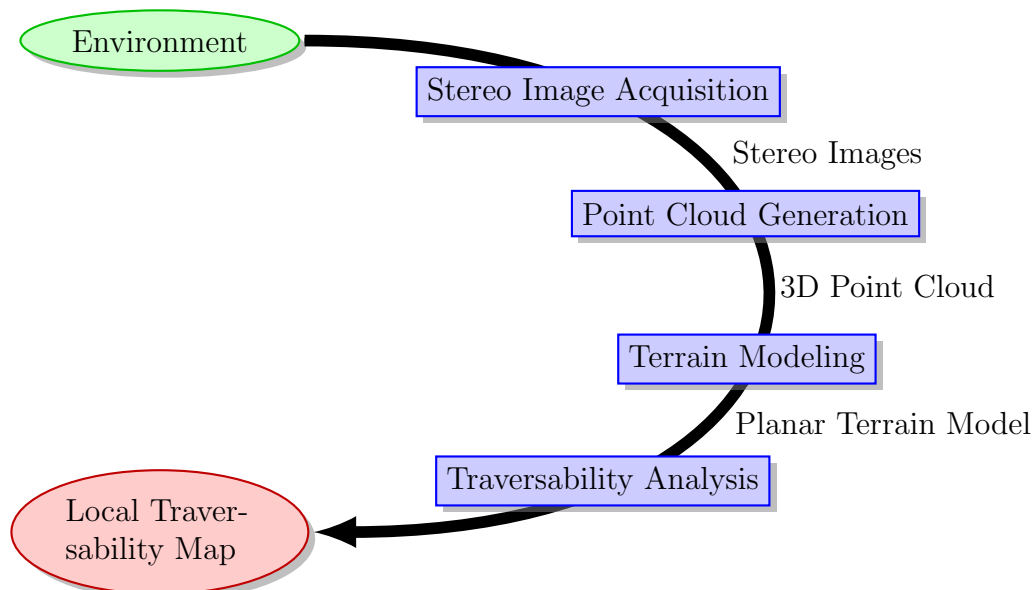 Environment
Stereo Image Acquisition
Stereo Images
Point Cloud Generation
3D Point Cloud
Terrain Modeling
Planar Terrain Model
Traversability Analysis
Local Traver-
sability Map